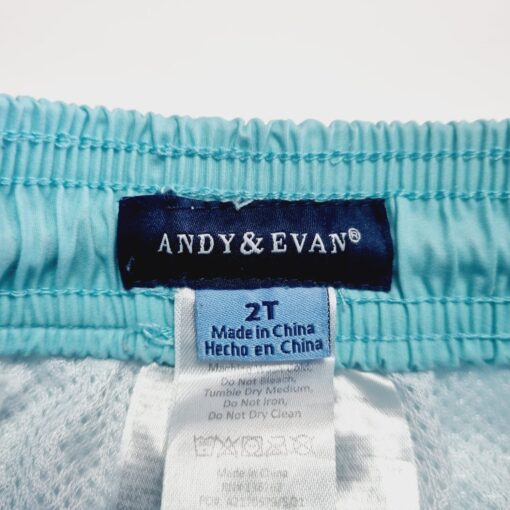 ANDY & EVAN®
2T
Made in China
Hecho en China
Do Not Bleach,
Tumble Dry Medium,
Do Not Iron,
Do Not Dry Clean
Made in China